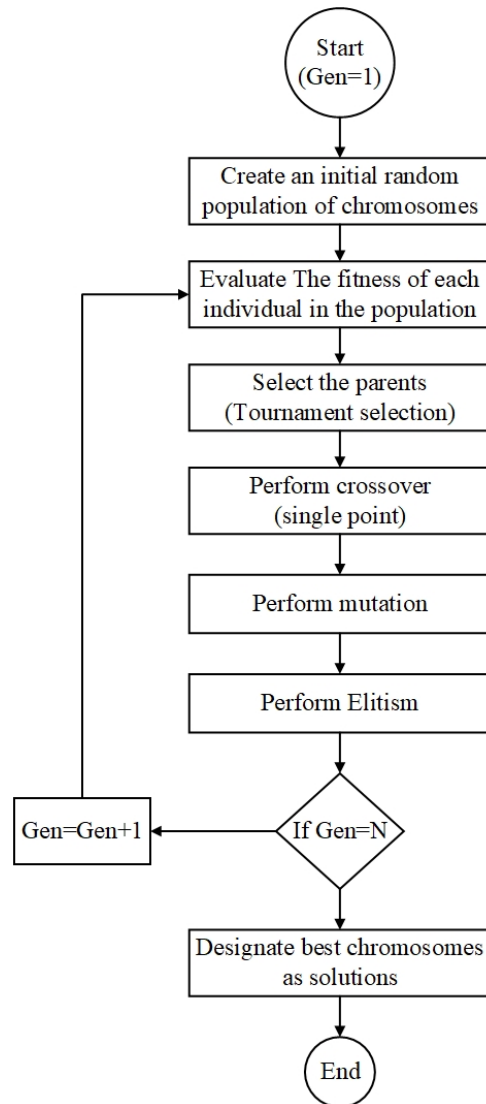 Start
(Gen=1)
Create an initial random
population of chromosomes
Evaluate The fitness of each
individual in the population
Select the parents
(Tournament selection)
Perform crossover
(single point)
Perform mutation
Perform Elitism
If Gen=N
Gen=Gen+1
Designate best chromosomes
as solutions
End